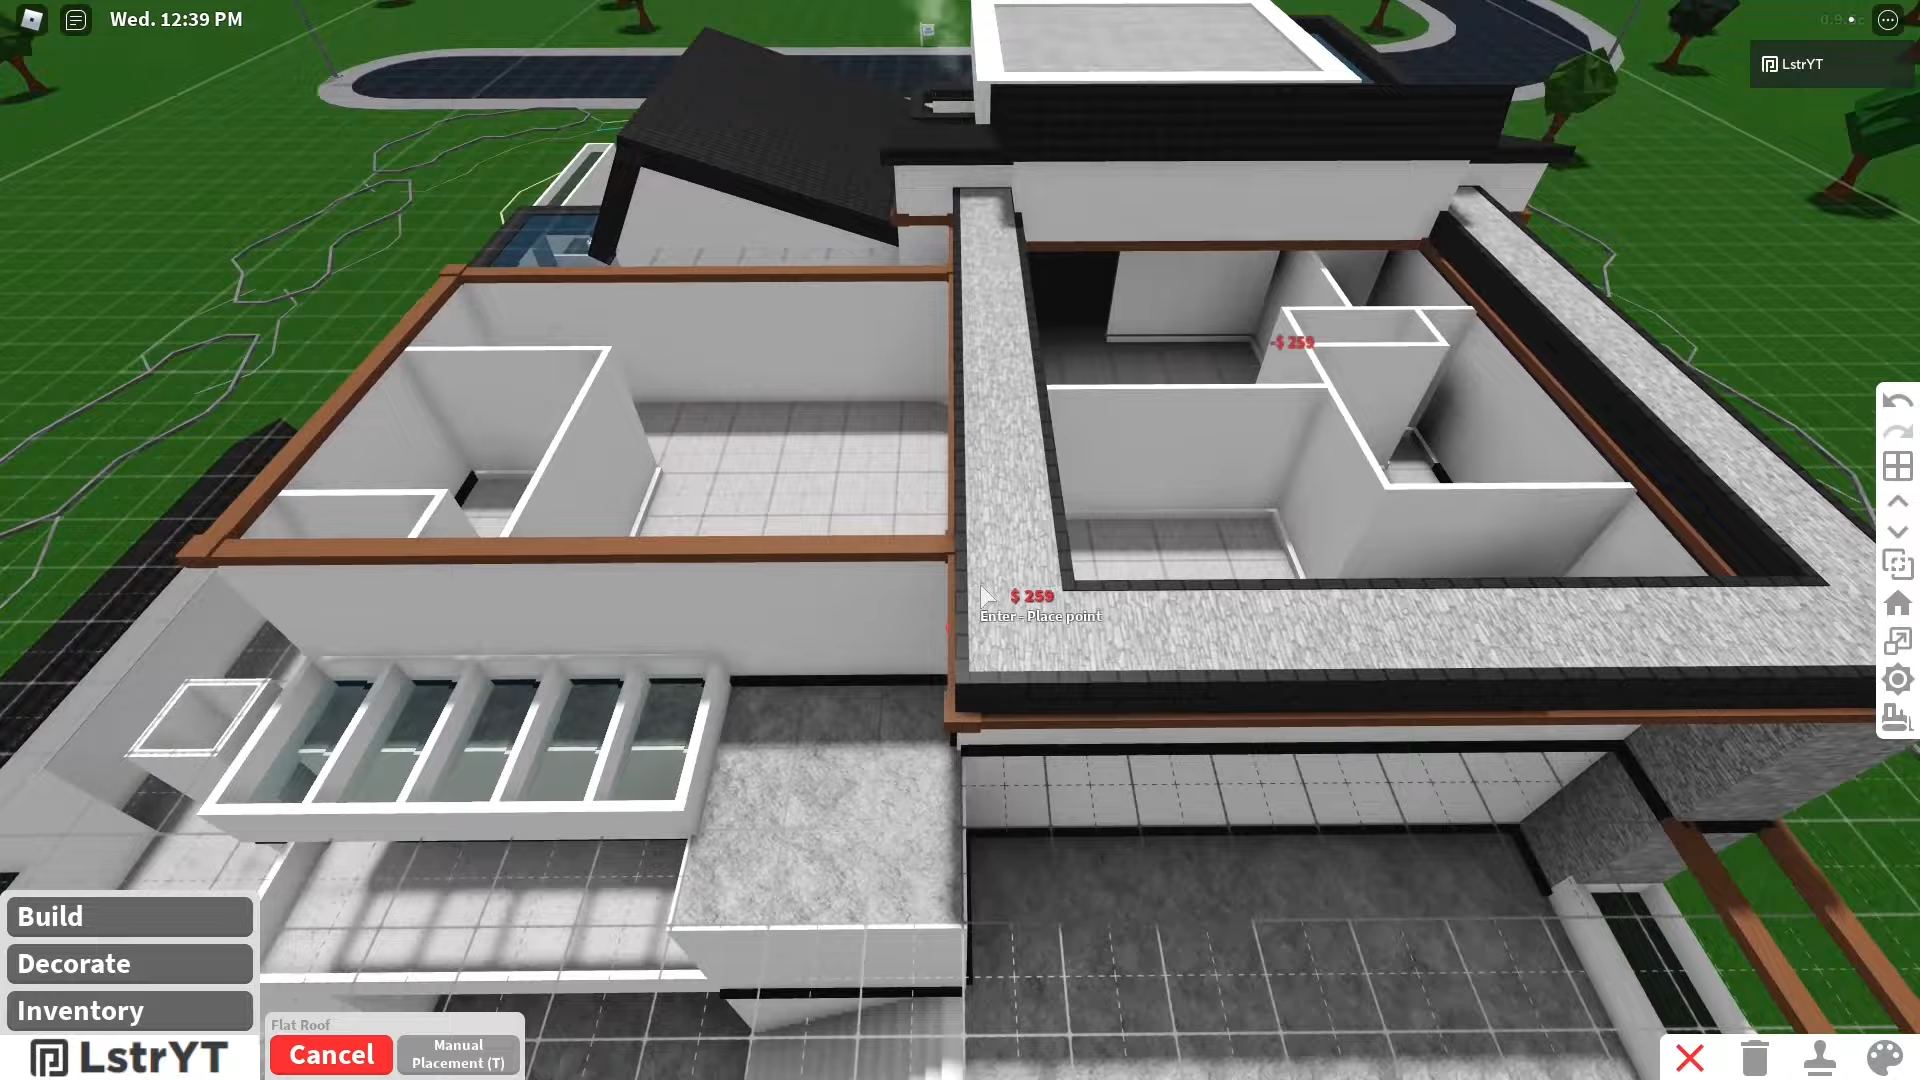 Wed. 12:39 PM
LstrYT
-$ 259
$ 259
Enter - Place point
Build
Decorate
Inventory
LstrYT
Flat Roof
Cancel
Manual
Placement (T)